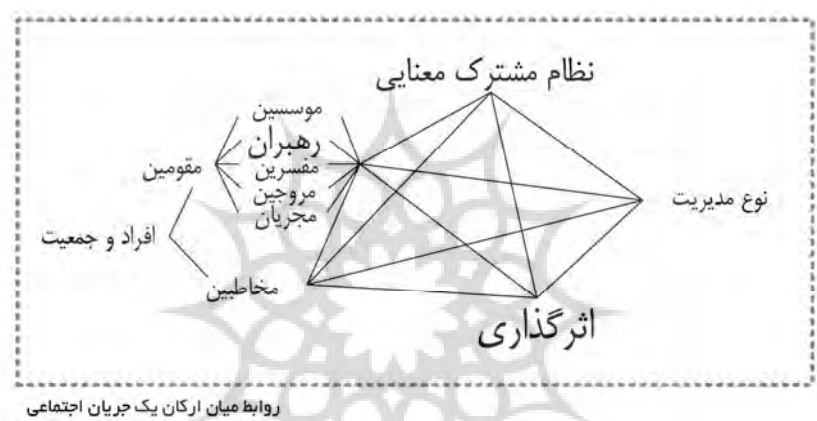 نظام مشترک معنایی
موسسین
رهبران
مفسرین
مروجین
مجریان
مقومین
نوع مدیریت
افراد و جمعیت
مخاطبین
اثرگذاری
روابط میان ارکان یک جریان اجتماعی